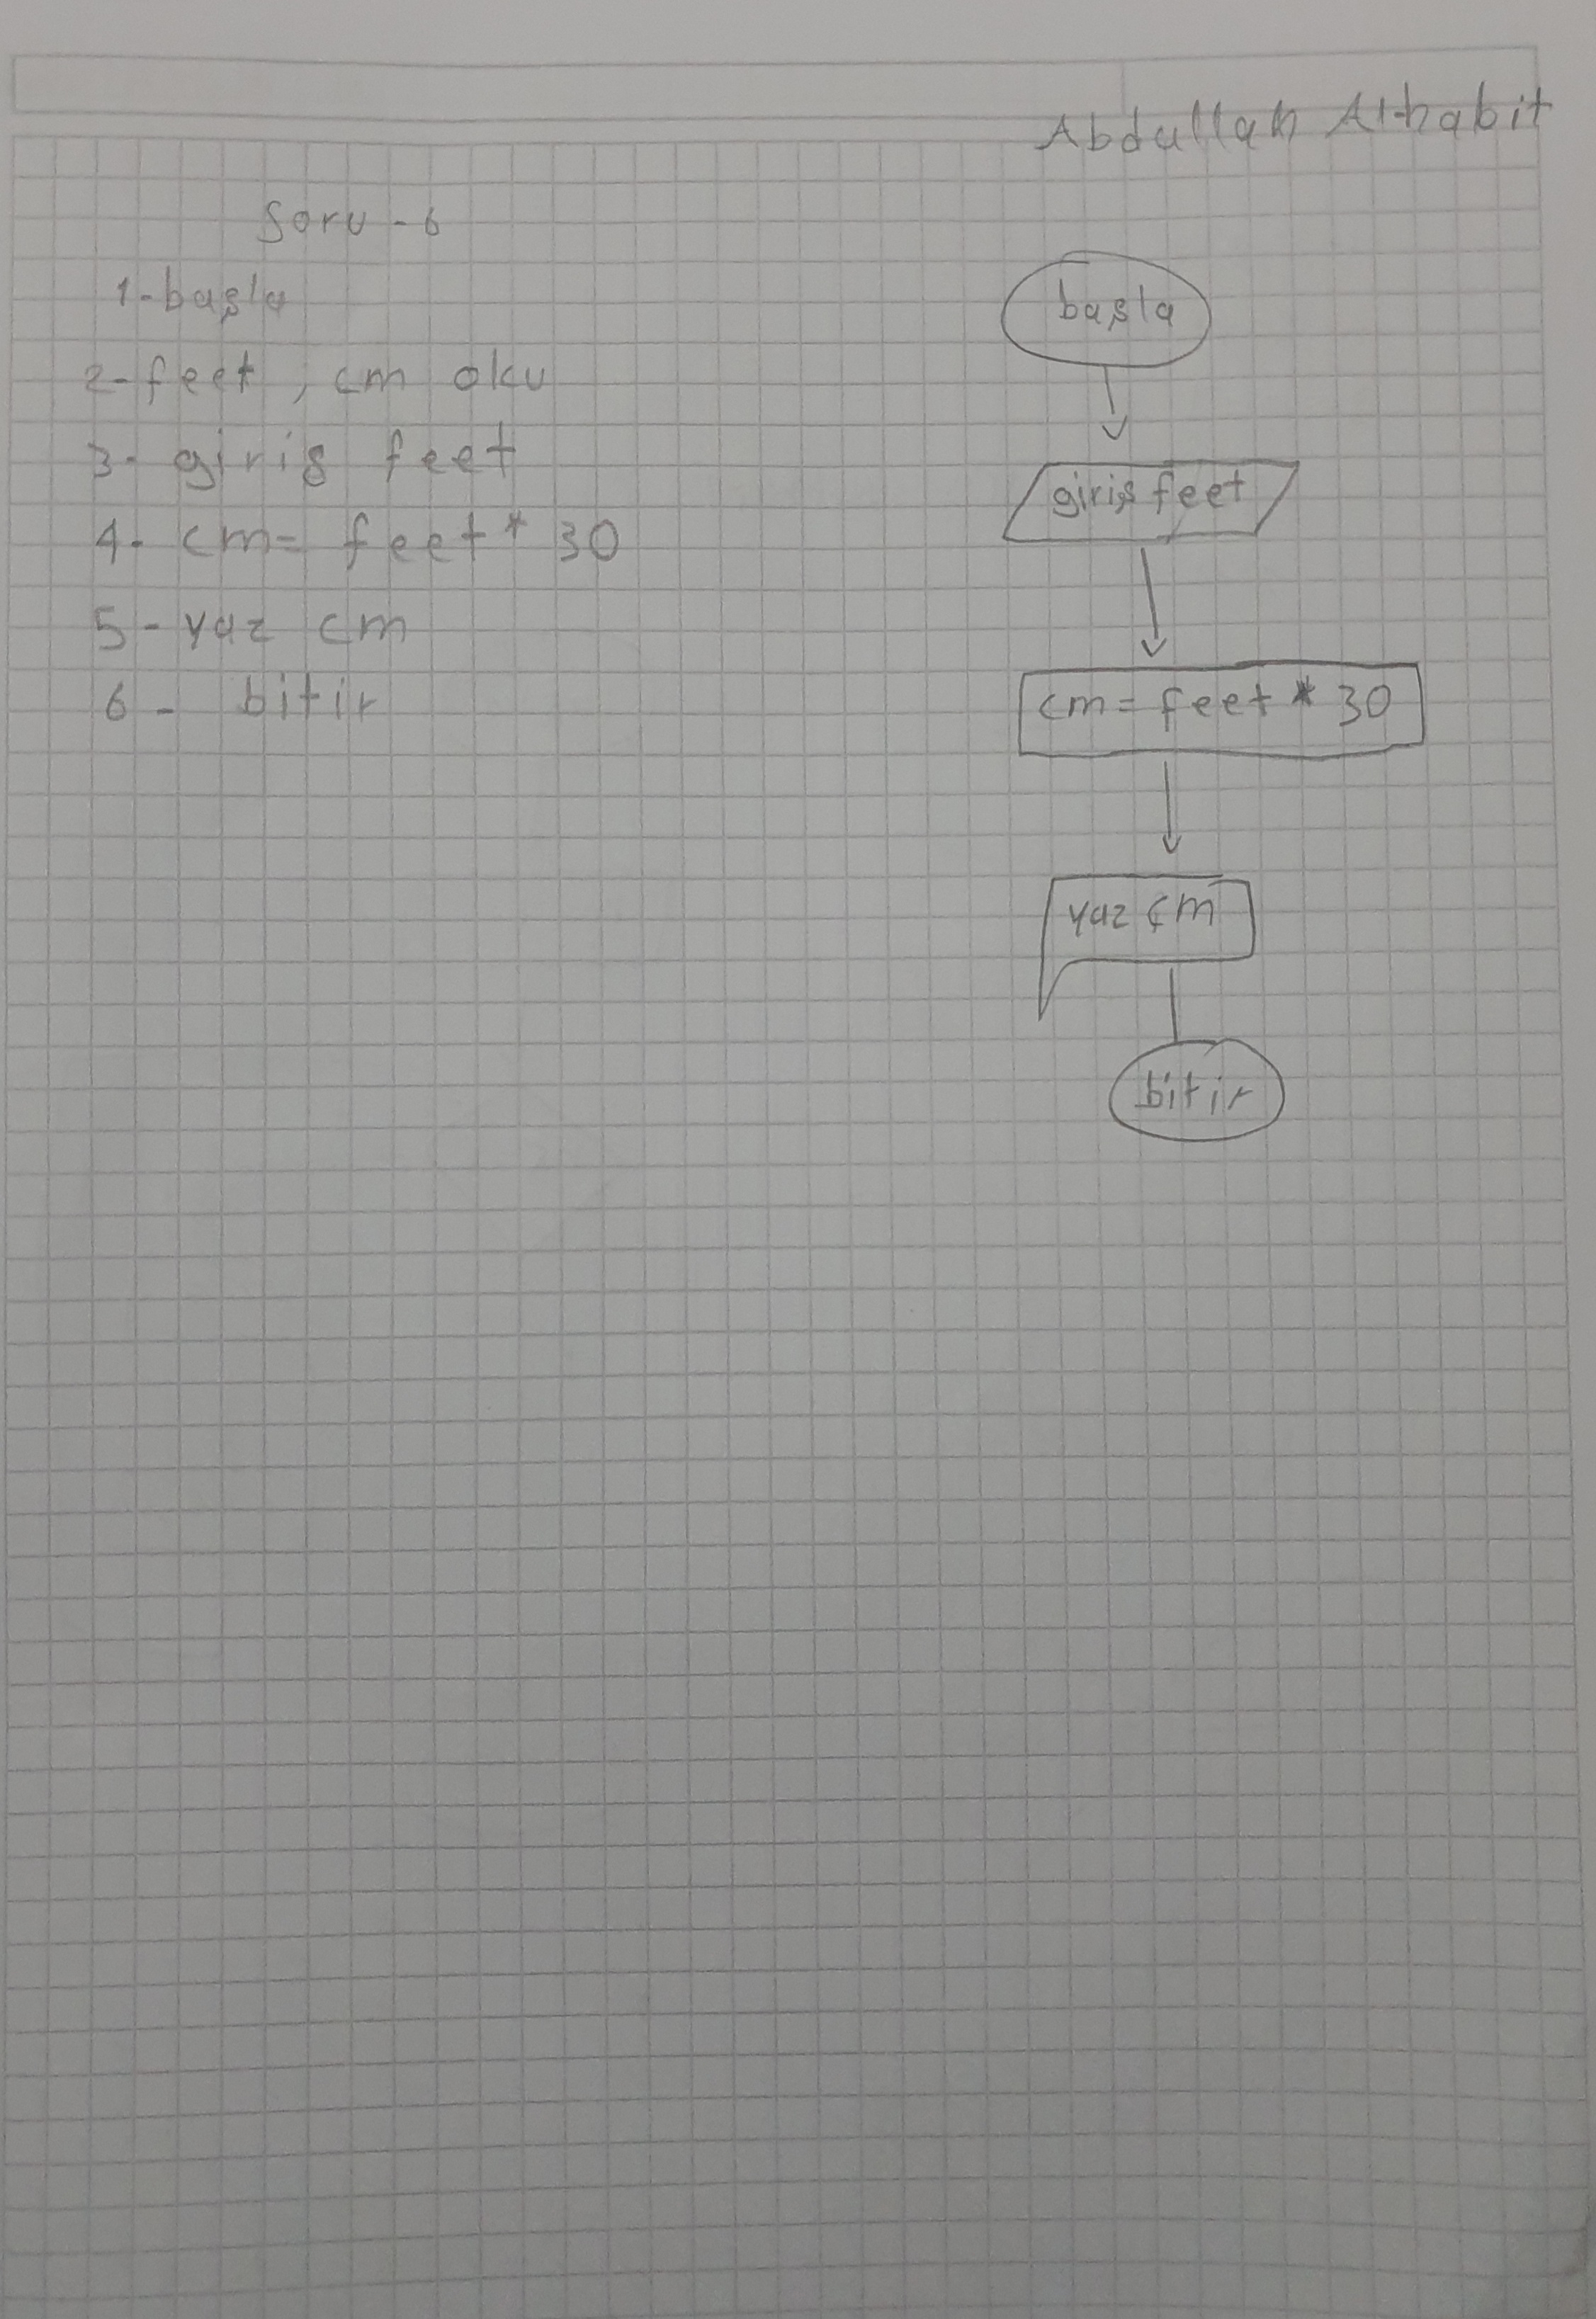 Abdullah Althabit
Soru - 6
1- başla
2- feet, cm oku
3- giriş feet
4- cm = feet * 30
5 - yaz cm
6 - bitir
başla
giriş feet
cm = feet * 30
yaz cm
bitir